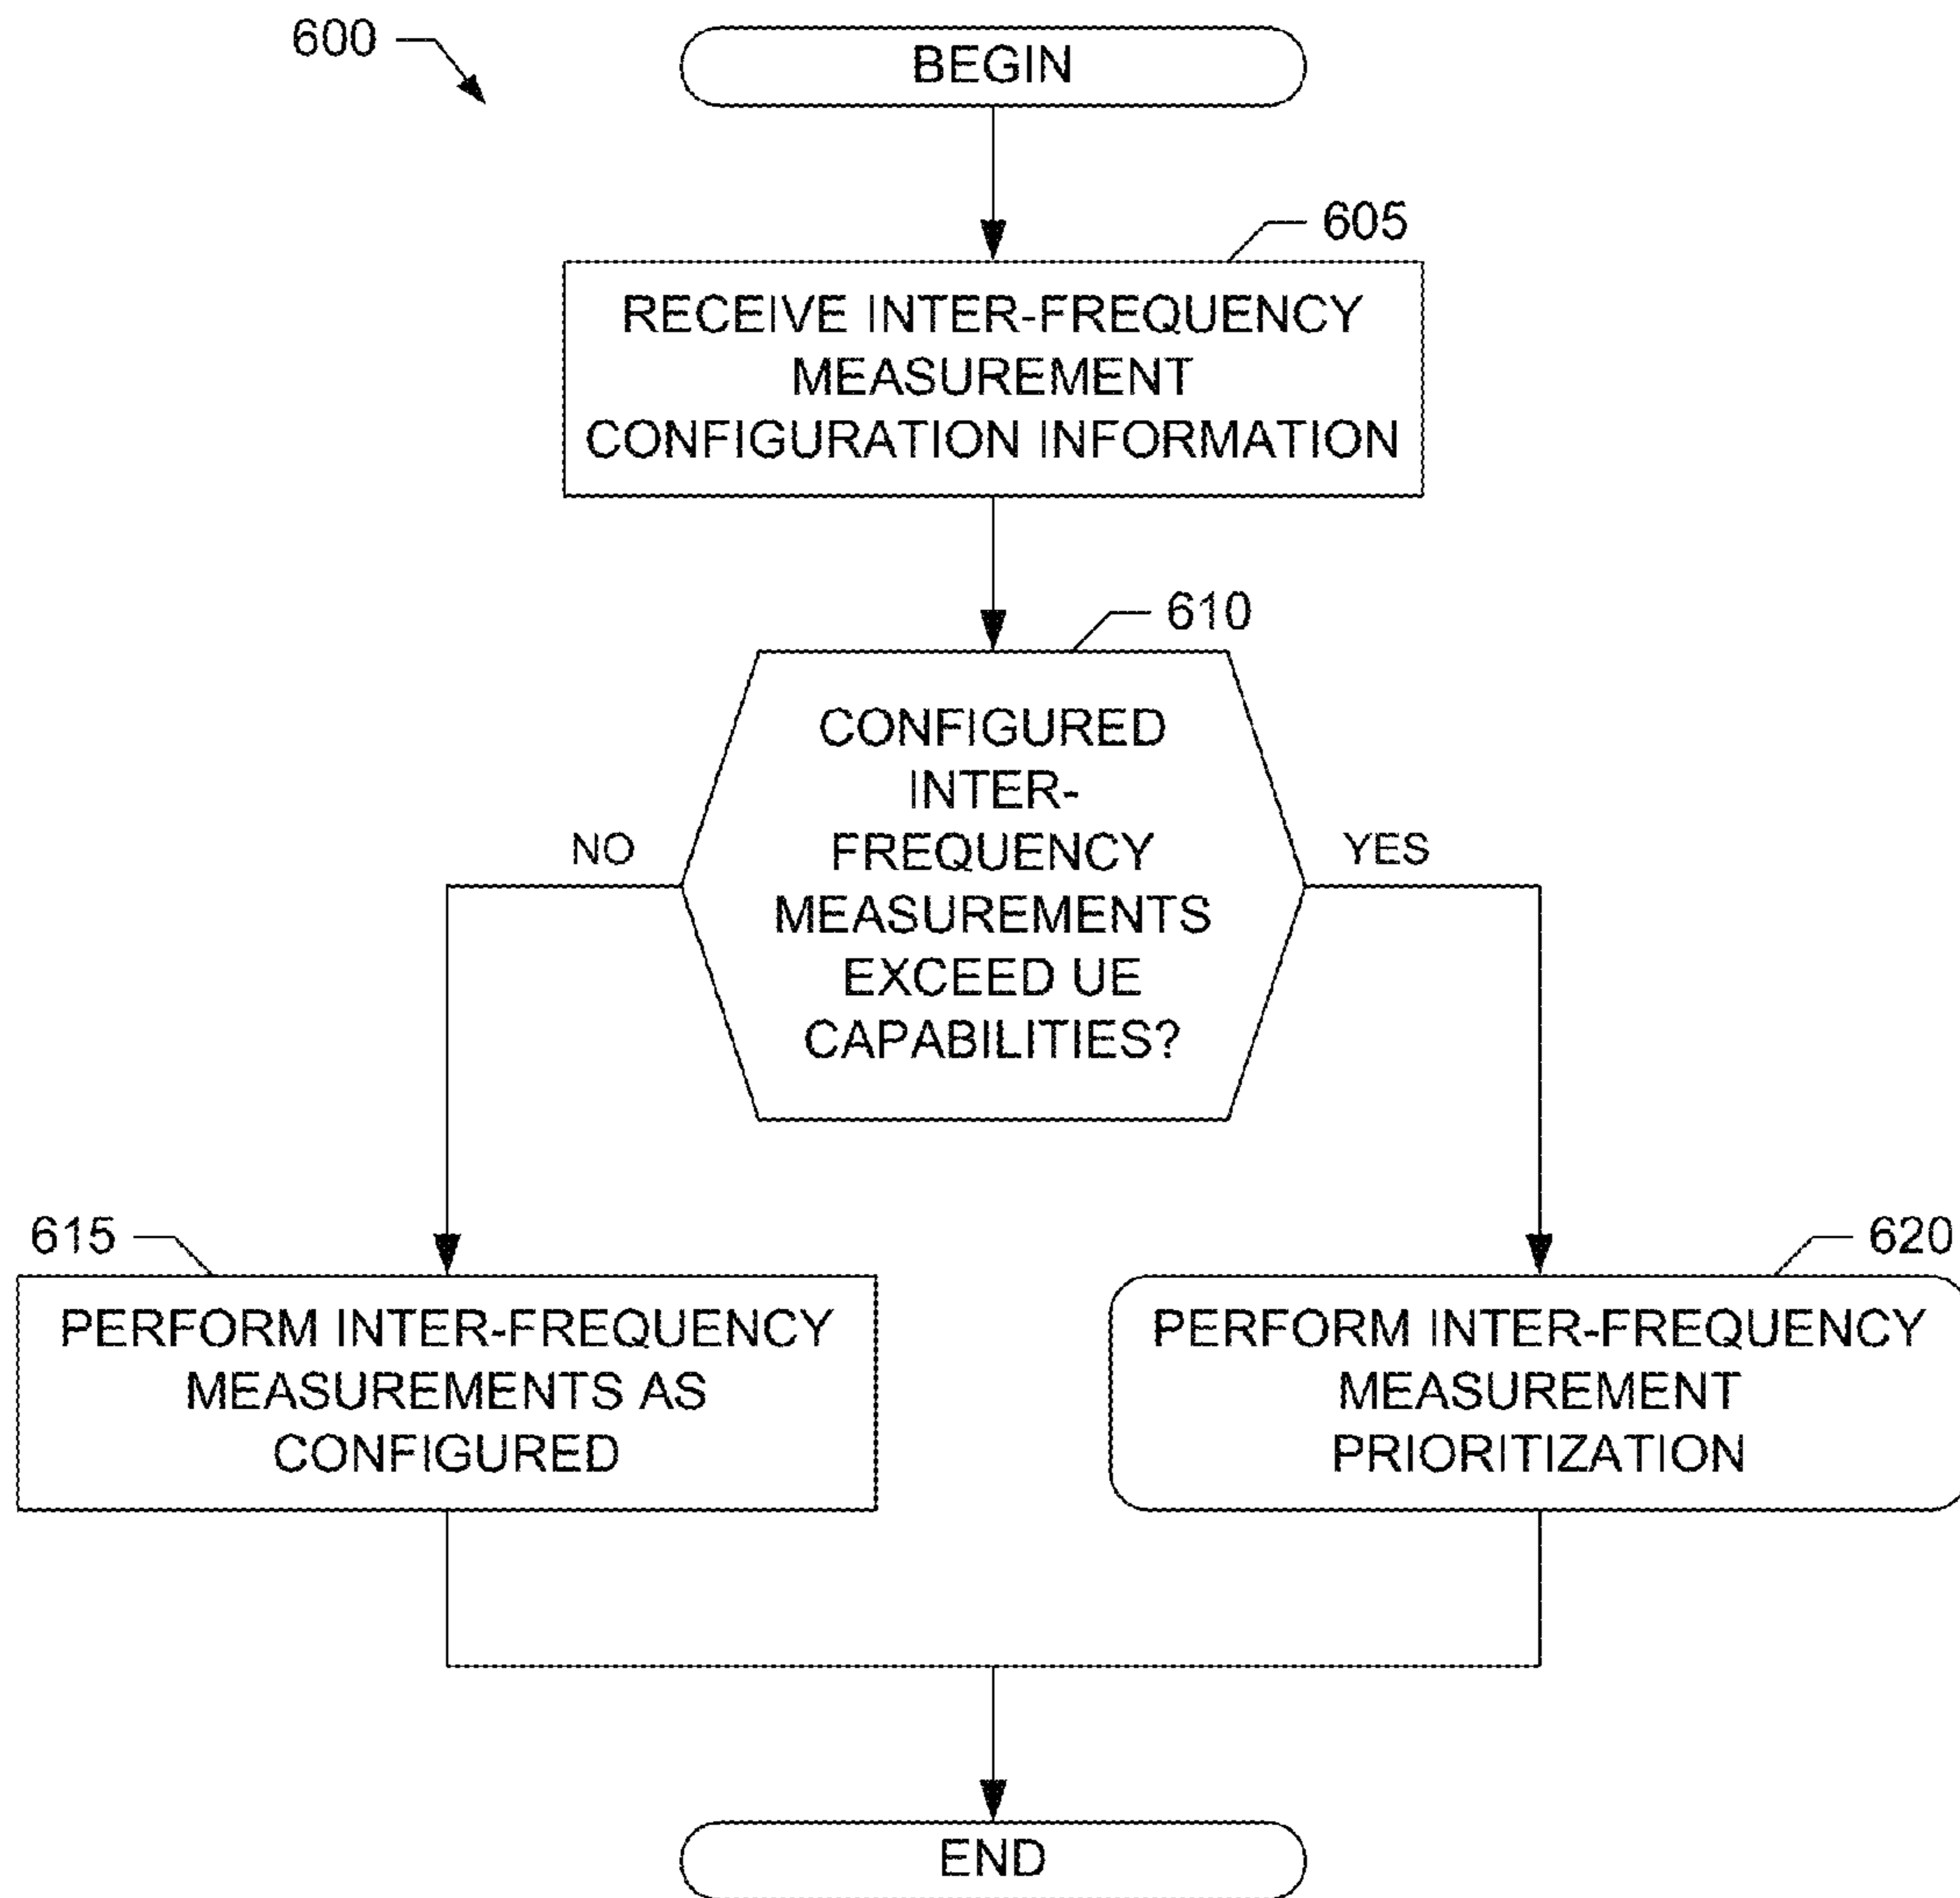 600
BEGIN
605
RECEIVE INTER-FREQUENCY
MEASUREMENT
CONFIGURATION INFORMATION
610
CONFIGURED
INTER-
FREQUENCY
MEASUREMENTS
EXCEED UE
CAPABILITIES?
NO
YES
615
PERFORM INTER-FREQUENCY
MEASUREMENTS AS
CONFIGURED
620
PERFORM INTER-FREQUENCY
MEASUREMENT
PRIORITIZATION
END